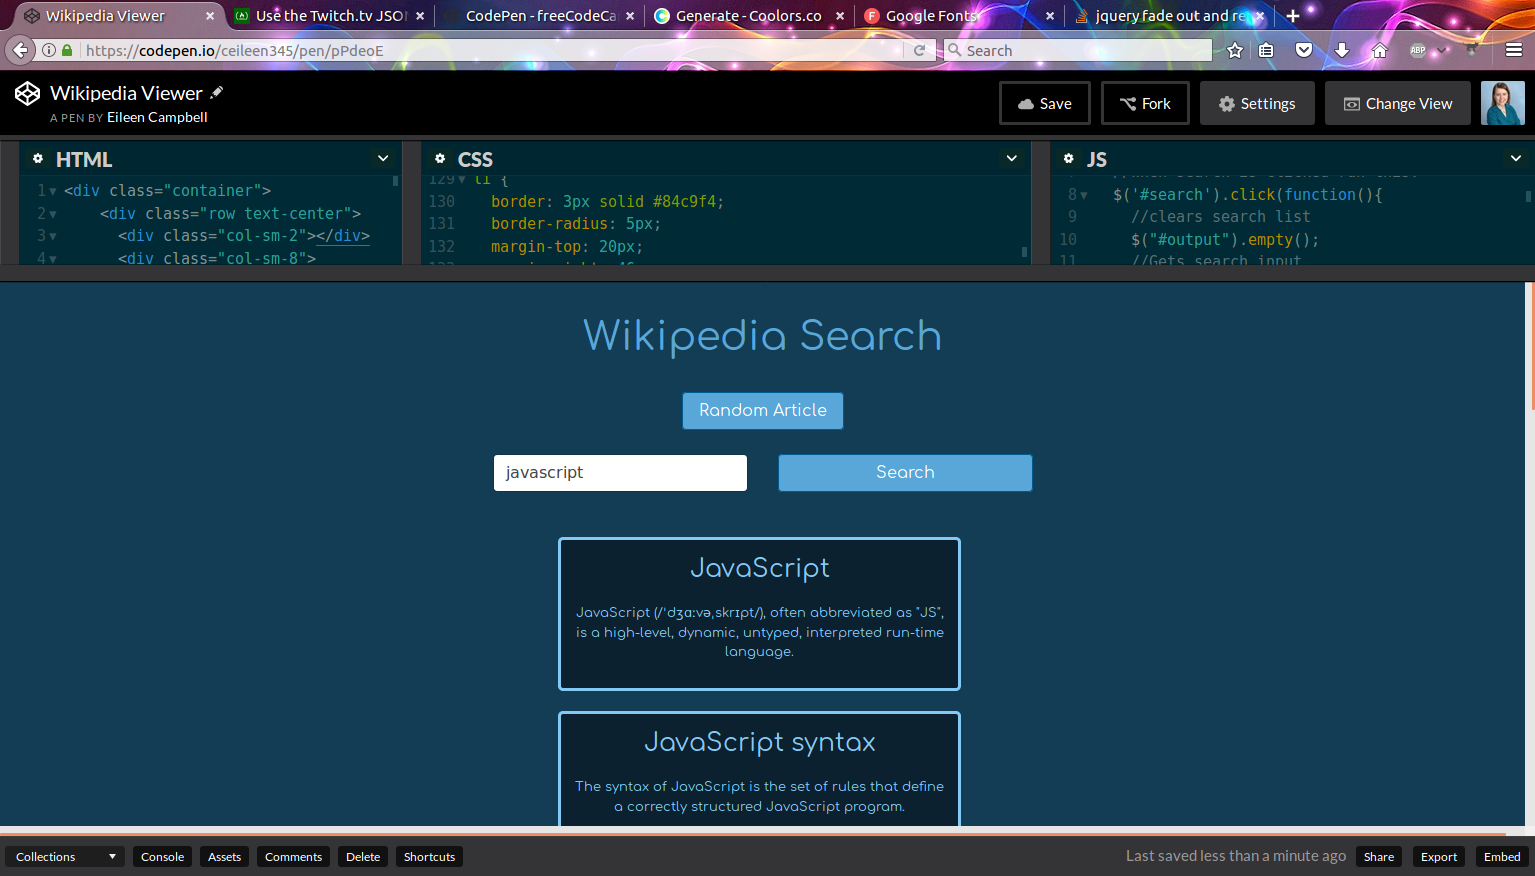 Wikipedia Viewer
Use the Twitch.tv JSO
CodePen - freeCodeCa
Generate - Coolors.co
Google Fonts
jquery fade out and re
https://codepen.io/ceileen345/pen/pPdeoE
Search
ABP
Wikipedia Viewer
A PEN BY Eileen Campbell
Save
Fork
Settings
Change View
HTML
1 <div class="container">
2 <div class="row text-center">
3 <div class="col-sm-2"></div>
4 <div class="col-sm-8">
CSS
129 li {
130 border: 3px solid #84c9f4;
131 border-radius: 5px;
132 margin-top: 20px;
JS
8 $('#search').click(function(){
9 //clears search list
10 $("#output").empty();
11 //Gets search input
Wikipedia Search
Random Article
javascript
Search
JavaScript
JavaScript (/ˈdʒɑːvəˌskrɪpt/), often abbreviated as "JS",
is a high-level, dynamic, untyped, interpreted run-time
language.
JavaScript syntax
The syntax of JavaScript is the set of rules that define
a correctly structured JavaScript program.
Collections
Console
Assets
Comments
Delete
Shortcuts
Last saved less than a minute ago
Share
Export
Embed